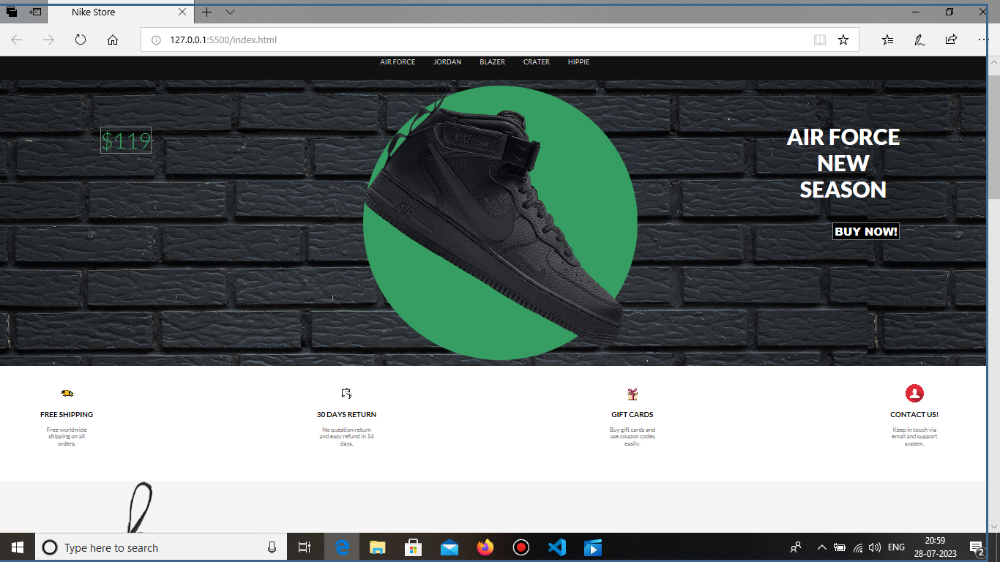 Nike Store
127.0.0.1:5500/index.html
AIR FORCE JORDAN BLAZER CRATER HIPPIE
$119
NIKE
AIR
AIR FORCE
NEW
SEASON
BUY NOW!
FREE SHIPPING
Free worldwide
shipping on all
orders.
30 DAYS RETURN
No question return
and easy refund in 14
days.
GIFT CARDS
Buy gift cards and
use coupon codes
easily.
CONTACT US!
Keep in touch via
email and support
system.
Type here to search
ENG
20:59
28-07-2023
2